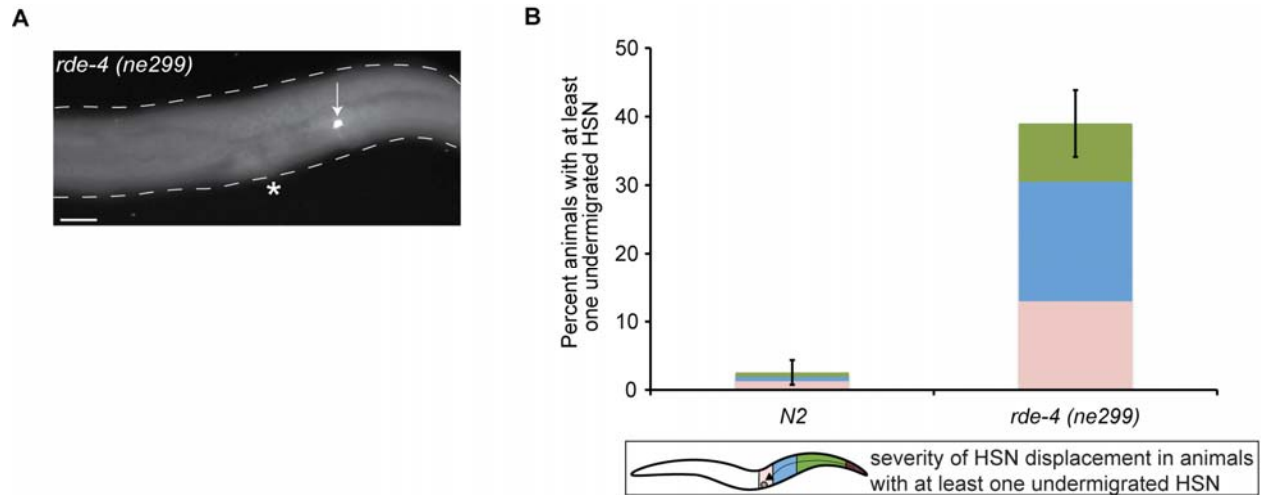 A
rde-4 (ne299)
*
B
Percent animals with at least
one undermigrated HSN
50
40
30
20
10
0
N2
rde-4 (ne299)
severity of HSN displacement in animals
with at least one undermigrated HSN